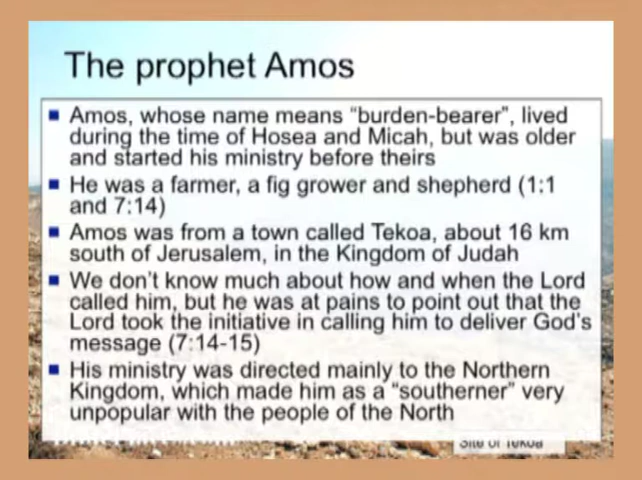 The prophet Amos
Amos, whose name means “burden-bearer”, lived
during the time of Hosea and Micah, but was older
and started his ministry before theirs
He was a farmer, a fig grower and shepherd (1:1
and 7:14)
Amos was from a town called Tekoa, about 16 km
south of Jerusalem, in the Kingdom of Judah
We don’t know much about how and when the Lord
called him, but he was at pains to point out that the
Lord took the initiative in calling him to deliver God’s
message (7:14-15)
His ministry was directed mainly to the Northern
Kingdom, which made him as a “southerner” very
unpopular with the people of the North
Site of Tekoa